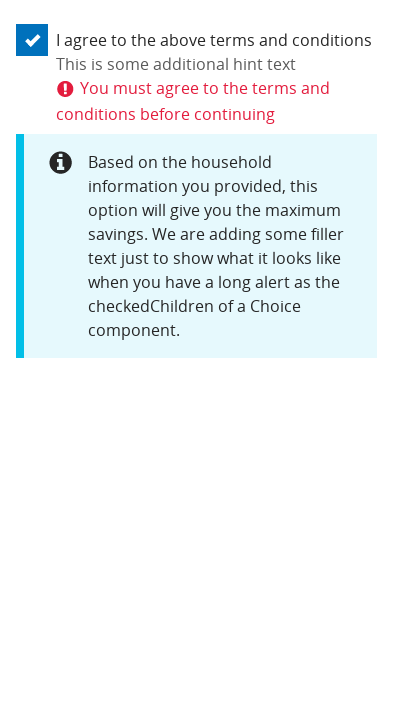 I agree to the above terms and conditions
This is some additional hint text
You must agree to the terms and
conditions before continuing
Based on the household
information you provided, this
option will give you the maximum
savings. We are adding some filler
text just to show what it looks like
when you have a long alert as the
checkedChildren of a Choice
component.